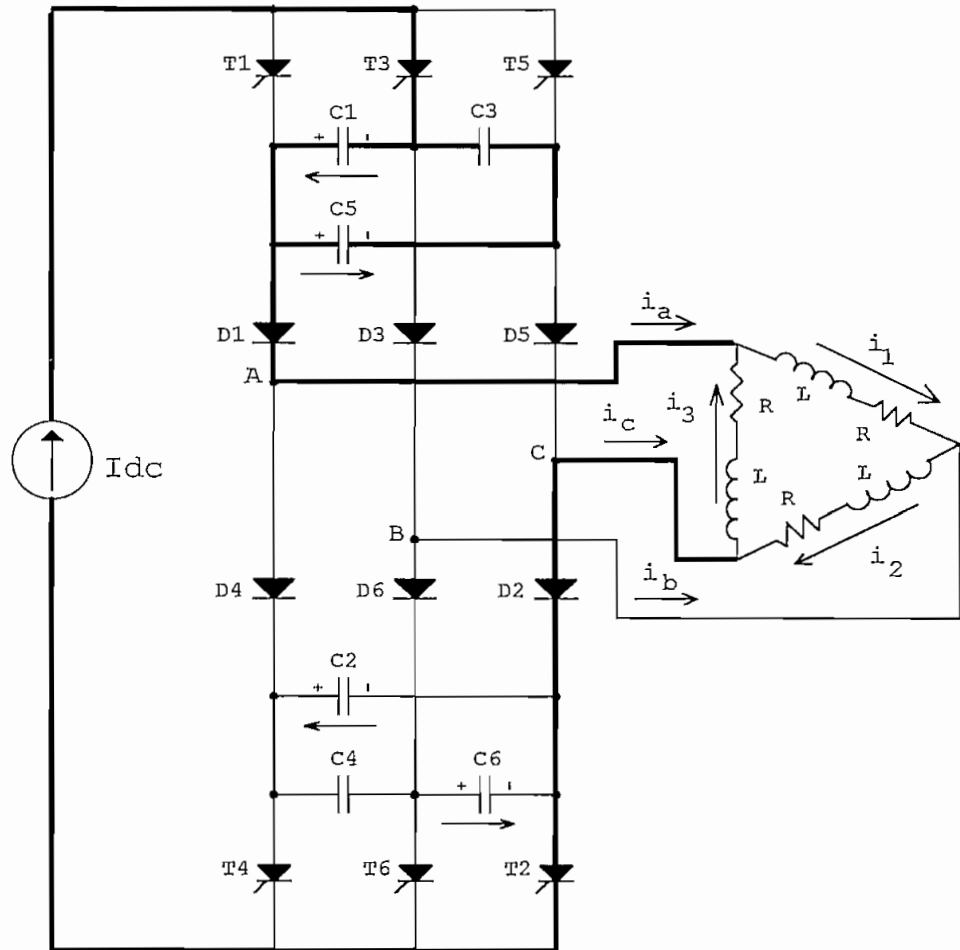 T1 T3 T5
C1 C3
+ - 
C5
+ -
i_a
D1 D3 D5
i_1
A
L
i_3 R
i_c
R
Idc
C
L L
R
B
i_2
D4 D6 D2
i_b
C2
+ -
C4 C6
+ -
T4 T6 T2